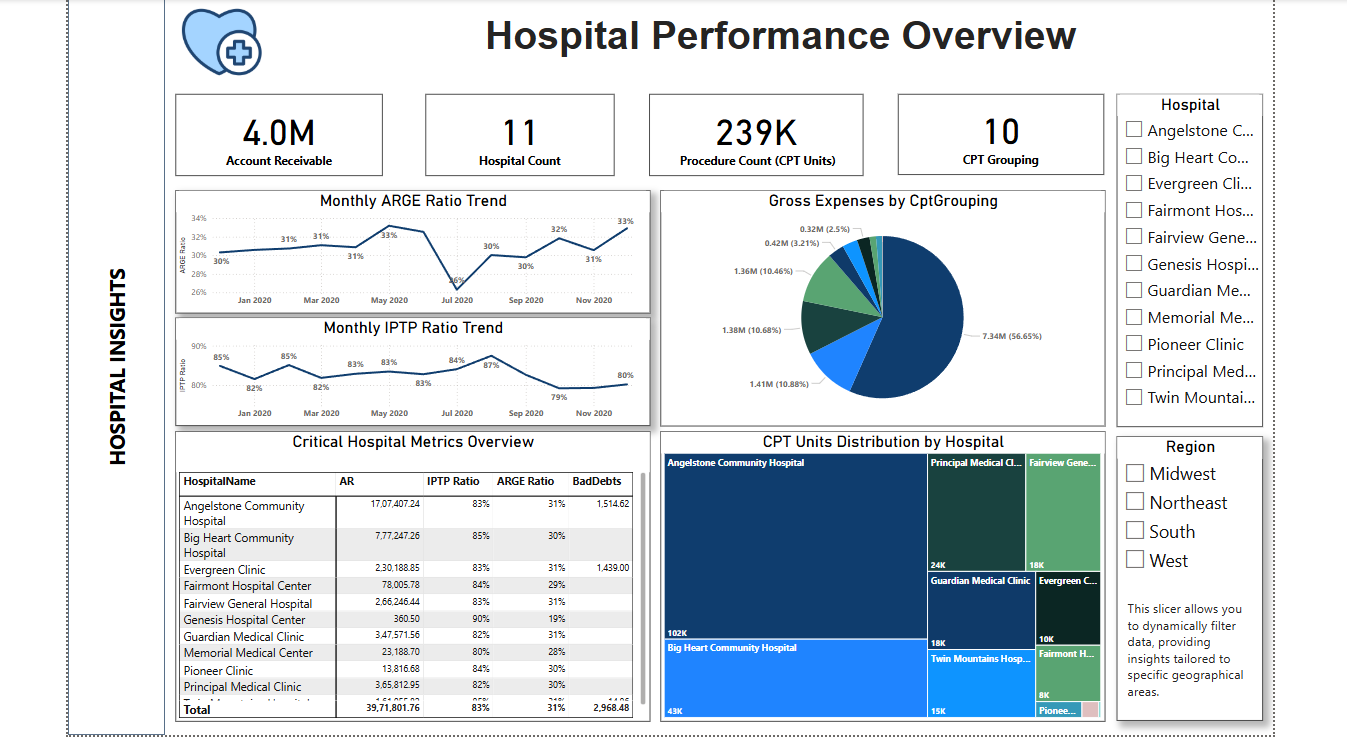 Hospital Performance Overview
HOSPITAL INSIGHTS
4.0M
Account Receivable
11
Hospital Count
239K
Procedure Count (CPT Units)
10
CPT Grouping
Hospital
Angelstone C...
Big Heart Co...
Evergreen Cli...
Fairmont Hos...
Fairview Gene...
Genesis Hospi...
Guardian Me...
Memorial Me...
Pioneer Clinic
Principal Med...
Twin Mountai...
Monthly ARGE Ratio Trend
ARGE Ratio
34%
32%
30%
28%
26%
30%
31%
31%
31%
33%
26%
30%
30%
32%
31%
33%
Jan 2020
Mar 2020
May 2020
Jul 2020
Sep 2020
Nov 2020
Monthly IPTP Ratio Trend
IPTP Ratio
90%
80%
85%
82%
85%
82%
83%
83%
83%
84%
87%
79%
80%
Jan 2020
Mar 2020
May 2020
Jul 2020
Sep 2020
Nov 2020
Gross Expenses by CptGrouping
0.32M (2.5%)
0.42M (3.21%)
1.36M (10.46%)
1.38M (10.68%)
1.41M (10.88%)
7.34M (56.65%)
Critical Hospital Metrics Overview
HospitalName AR IPTP Ratio ARGE Ratio BadDebts
Angelstone Community Hospital 17,07,407.24 83% 31% 1,514.62
Big Heart Community Hospital 7,77,247.26 85% 30%
Evergreen Clinic 2,30,188.85 83% 31% 1,439.00
Fairmont Hospital Center 78,005.78 84% 29%
Fairview General Hospital 2,66,246.44 83% 31%
Genesis Hospital Center 360.50 90% 19%
Guardian Medical Clinic 3,47,571.56 82% 31%
Memorial Medical Center 23,188.70 80% 28%
Pioneer Clinic 13,816.68 84% 30%
Principal Medical Clinic 3,65,812.95 82% 30%
Total 39,71,801.76 83% 31% 2,968.48
CPT Units Distribution by Hospital
Angelstone Community Hospital
102K
Big Heart Community Hospital
43K
Principal Medical Cl...
24K
Fairview Gene...
18K
Guardian Medical Clinic
18K
Evergreen C...
10K
Twin Mountains Hosp...
15K
Fairmont H...
8K
Pionee...
Region
Midwest
Northeast
South
West
This slicer allows you
to dynamically filter
data, providing
insights tailored to
specific geographical
areas.